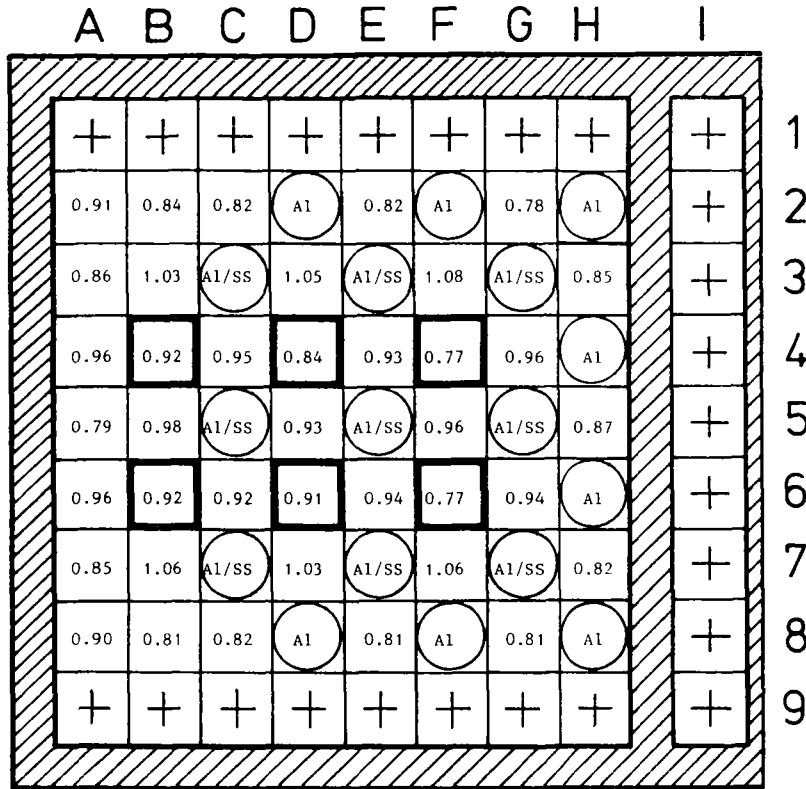 A B C D E F G H I
1
0.91 0.84 0.82 Al 0.82 Al 0.78 Al 2
0.86 1.03 Al/SS 1.05 Al/SS 1.08 Al/SS 0.85 3
0.96 0.92 0.95 0.84 0.93 0.77 0.96 Al 4
0.79 0.98 Al/SS 0.93 Al/SS 0.96 Al/SS 0.87 5
0.96 0.92 0.92 0.91 0.94 0.77 0.94 Al 6
0.85 1.06 Al/SS 1.03 Al/SS 1.06 Al/SS 0.82 7
0.90 0.81 0.82 Al 0.81 Al 0.81 Al 8
9